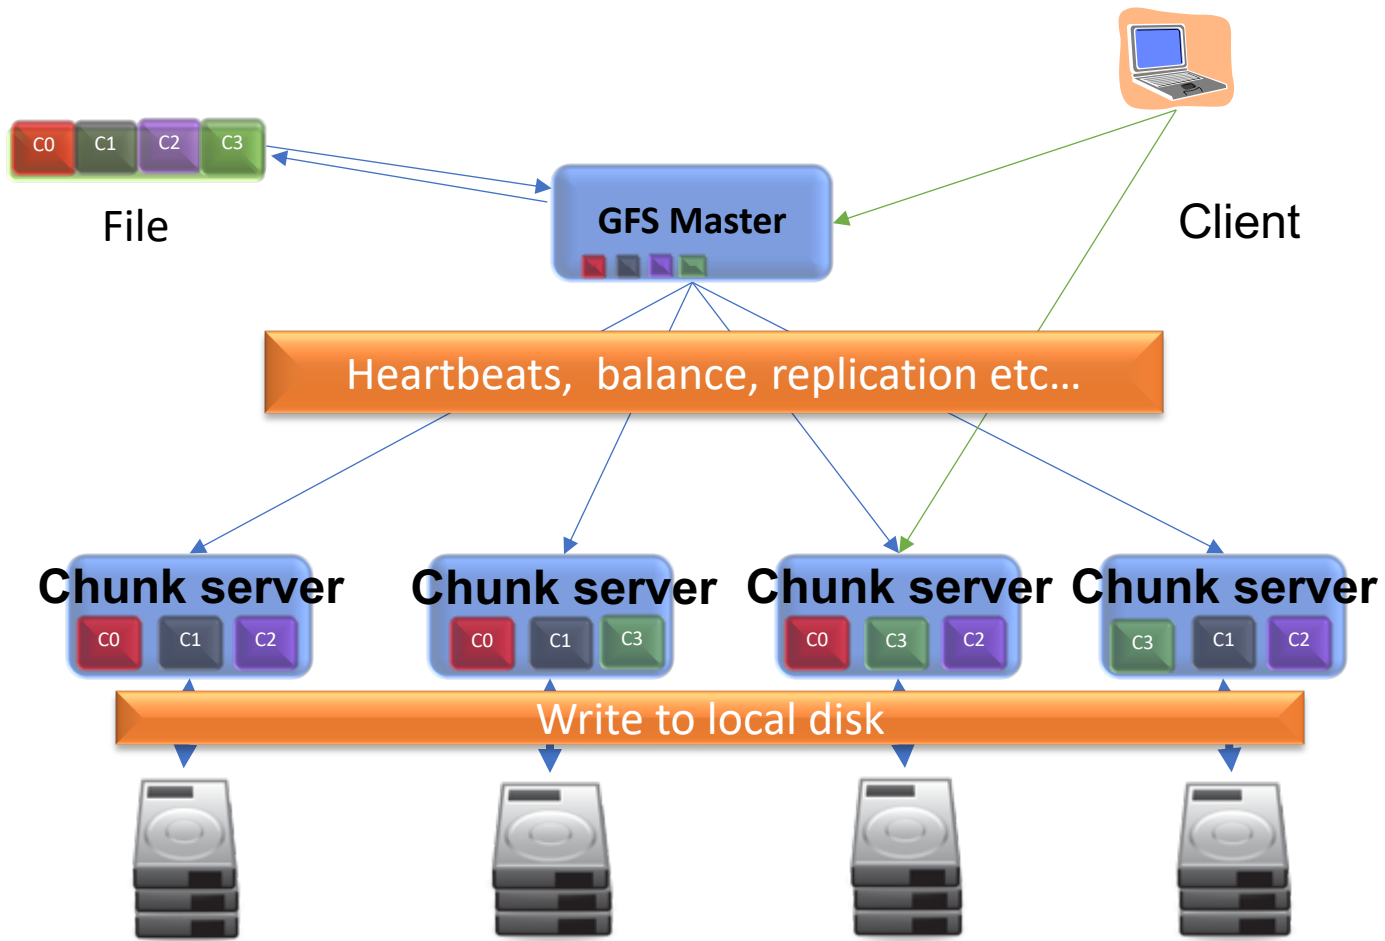 C0 C1 C2 C3
File
GFS Master
Client
Heartbeats, balance, replication etc...
Chunk server
C0 C1 C2
Chunk server
C0 C1 C3
Chunk server
C0 C3 C2
Chunk server
C3 C1 C2
Write to local disk